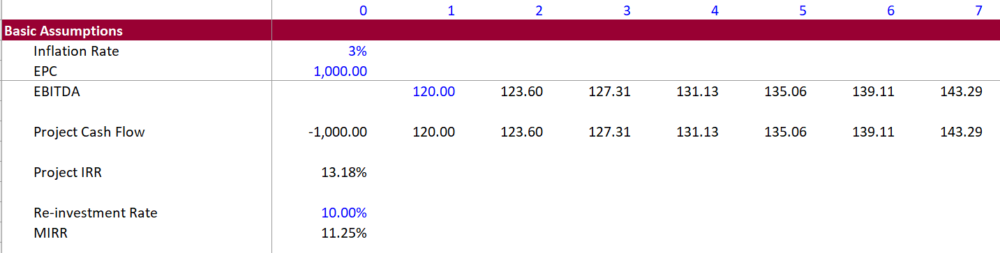 0 1 2 3 4 5 6 7
Basic Assumptions
Inflation Rate 3%
EPC 1,000.00
EBITDA 120.00 123.60 127.31 131.13 135.06 139.11 143.29
Project Cash Flow -1,000.00 120.00 123.60 127.31 131.13 135.06 139.11 143.29
Project IRR 13.18%
Re-investment Rate 10.00%
MIRR 11.25%